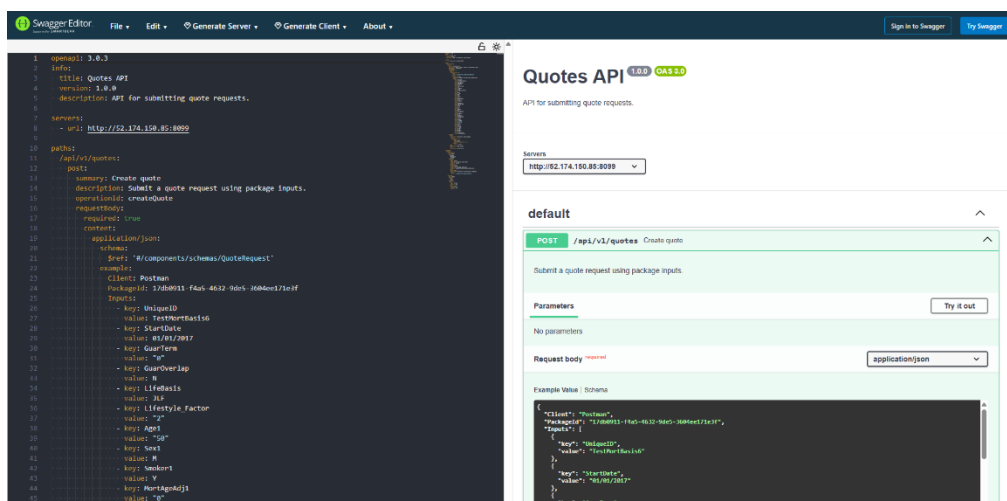 Swagger Editor.
File
Edit
Generate Server
Generate Client
About
Sign in to Swagger
Try Swagger
1 openapi: 3.0.3
2 info:
3 title: Quotes API
4 version: 1.0.0
5 description: API for submitting quote requests.
6
7 servers:
8 - url: http://52.174.150.85:8099
9
10 paths:
11 /api/v1/quotes:
12 post:
13 summary: Create quote
14 description: Submit a quote request using package inputs.
15 operationId: createQuote
16 requestBody:
17 required: true
18 content:
19 application/json:
20 schema:
21 $ref: '#/components/schemas/QuoteRequest'
22 example:
23 Client: Postman
24 PackageId: 17db0911-f4a5-4632-9de5-3604ee171e3f
25 Inputs:
26 - key: UniqueID
27 value: TestMortBasis6
28 - key: StartDate
29 value: 01/01/2017
30 - key: GuarTerm
31 value: "0"
32 - key: GuarOverlap
33 value: N
34 - key: LifeBasis
35 value: JLF
36 - key: Lifestyle_Factor
37 value: "2"
38 - key: Age1
39 value: "50"
40 - key: Sex1
41 value: M
42 - key: Smoker1
43 value: Y
44 - key: MortAgeAdj1
45 value: "0"
Quotes API 1.0.0 OAS 3.0
API for submitting quote requests.
Servers
http://52.174.150.85:8099
default
POST /api/v1/quotes Create quote
Submit a quote request using package inputs.
Parameters
Try it out
No parameters
Request body required
application/json
Example Value | Schema
{
"Client": "Postman",
"PackageId": "17db0911-f4a5-4632-9de5-3604ee171e3f",
"Inputs": [
{
"key": "UniqueID",
"value": "TestMortBasis6"
},
{
"key": "StartDate",
"value": "01/01/2017"
},
{